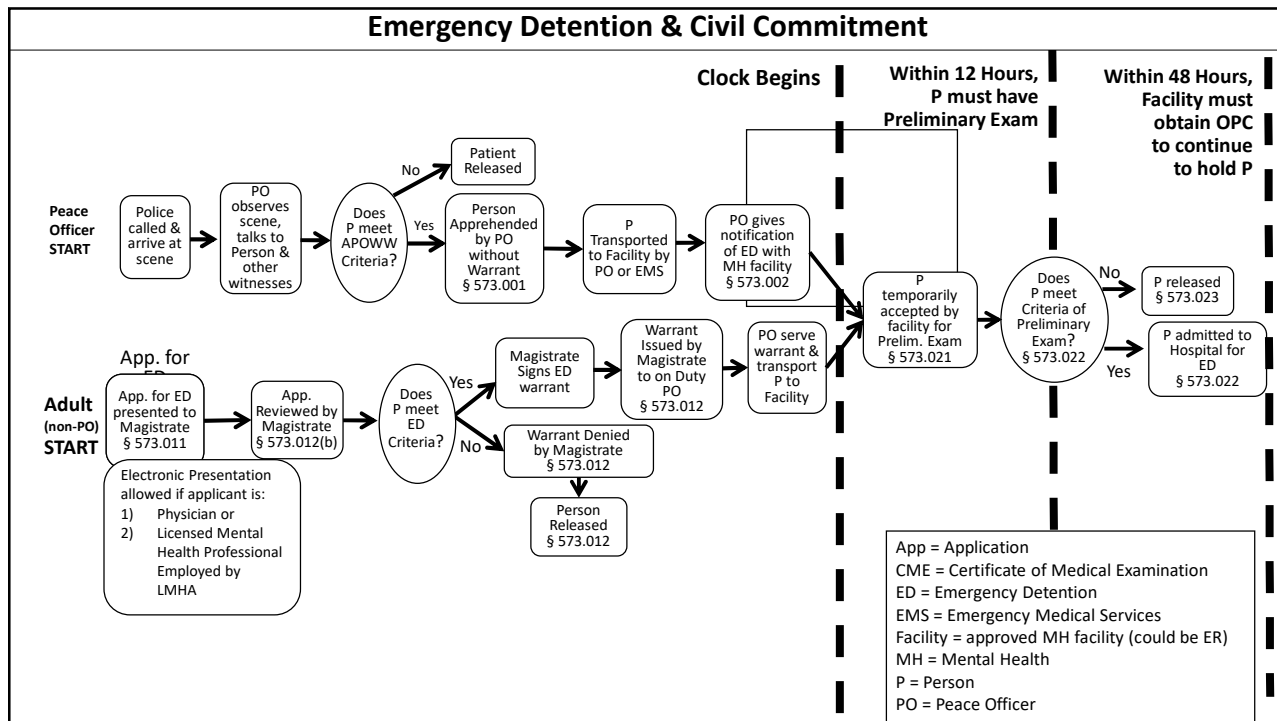 Emergency Detention & Civil Commitment
Clock Begins
Within 12 Hours,
P must have
Preliminary Exam
Within 48 Hours,
Facility must
obtain OPC
to continue
to hold P
Peace
Officer
START
Police
called &
arrive at
scene
PO
observes
scene,
talks to
Person &
other
witnesses
Does
P meet
APOWW
Criteria?
No
Patient
Released
Yes
Person
Apprehended
by PO
without
Warrant
§ 573.001
P
Transported
to Facility by
PO or EMS
PO gives
notification
of ED with
MH facility
§ 573.002
P
temporarily
accepted by
facility for
Prelim. Exam
§ 573.021
Does
P meet
Criteria of
Preliminary
Exam?
§ 573.022
No
P released
§ 573.023
Yes
P admitted to
Hospital for
ED
§ 573.022
Adult
(non-PO)
START
App. for
ED
App. for ED
presented to
Magistrate
§ 573.011
Electronic Presentation
allowed if applicant is:
1) Physician or
2) Licensed Mental
Health Professional
Employed by
LMHA
App.
Reviewed by
Magistrate
§ 573.012(b)
Does
P meet
ED
Criteria?
Yes
Magistrate
Signs ED
warrant
Warrant
Issued by
Magistrate
to on Duty
PO
§ 573.012
PO serve
warrant &
transport
P to
Facility
No
Warrant Denied
by Magistrate
§ 573.012
Person
Released
§ 573.012
App = Application
CME = Certificate of Medical Examination
ED = Emergency Detention
EMS = Emergency Medical Services
Facility = approved MH facility (could be ER)
MH = Mental Health
P = Person
PO = Peace Officer